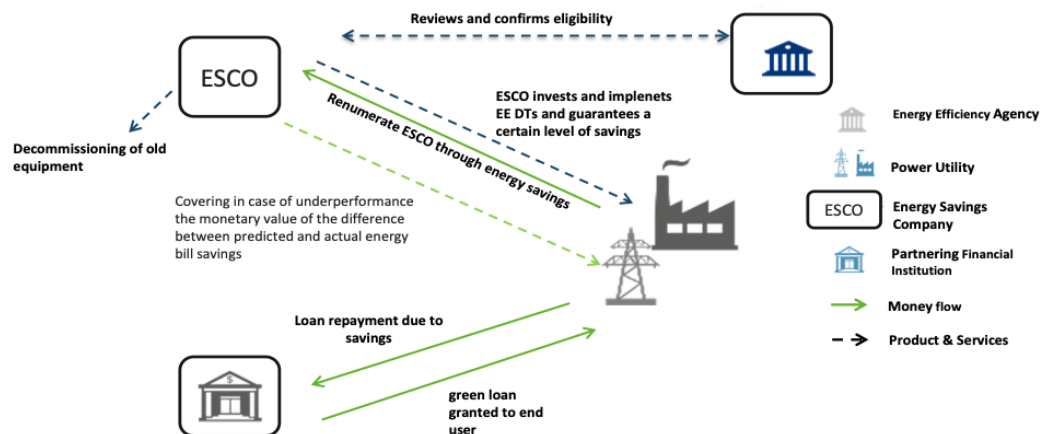 Reviews and confirms eligibility
ESCO
Renumerate ESCO through energy savings
ESCO invests and implenets
EE DTs and guarantees a
certain level of savings
Decommissioning of old
equipment
Covering in case of underperformance
the monetary value of the difference
between predicted and actual energy
bill savings
Loan repayment due to
savings
$
green loan
granted to end
user
Energy Efficiency Agency
Power Utility
ESCO
Energy Savings
Company
Partnering Financial
Institution
Money flow
Product & Services